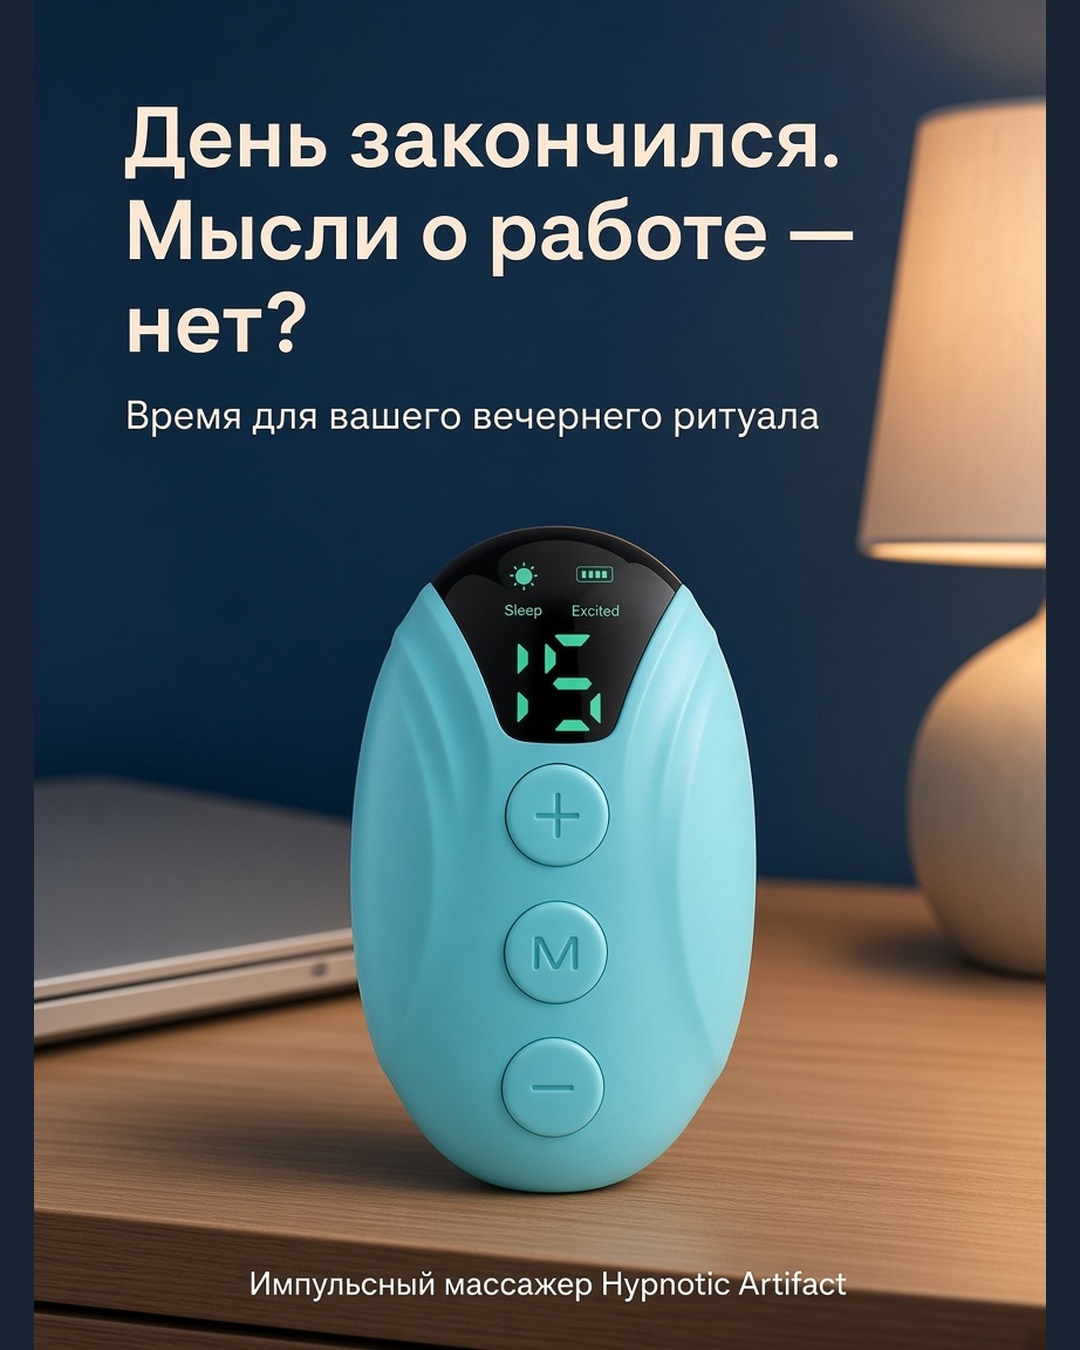 День закончился.
Мысли о работе —
нет?
Время для вашего вечернего ритуала
Sleep Excited
15
M
Импульсный массажер Hypnotic Artifact